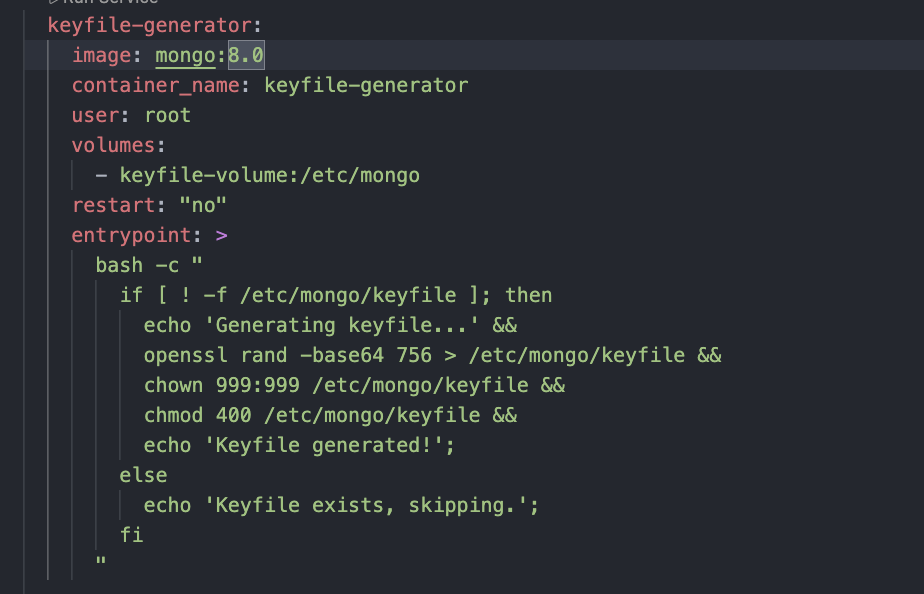 Run Service
keyfile-generator:
image: mongo:8.0
container_name: keyfile-generator
user: root
volumes:
- keyfile-volume:/etc/mongo
restart: "no"
entrypoint: >
bash -c "
if [ ! -f /etc/mongo/keyfile ]; then
echo 'Generating keyfile...' &&
openssl rand -base64 756 > /etc/mongo/keyfile &&
chown 999:999 /etc/mongo/keyfile &&
chmod 400 /etc/mongo/keyfile &&
echo 'Keyfile generated!';
else
echo 'Keyfile exists, skipping.';
fi
"